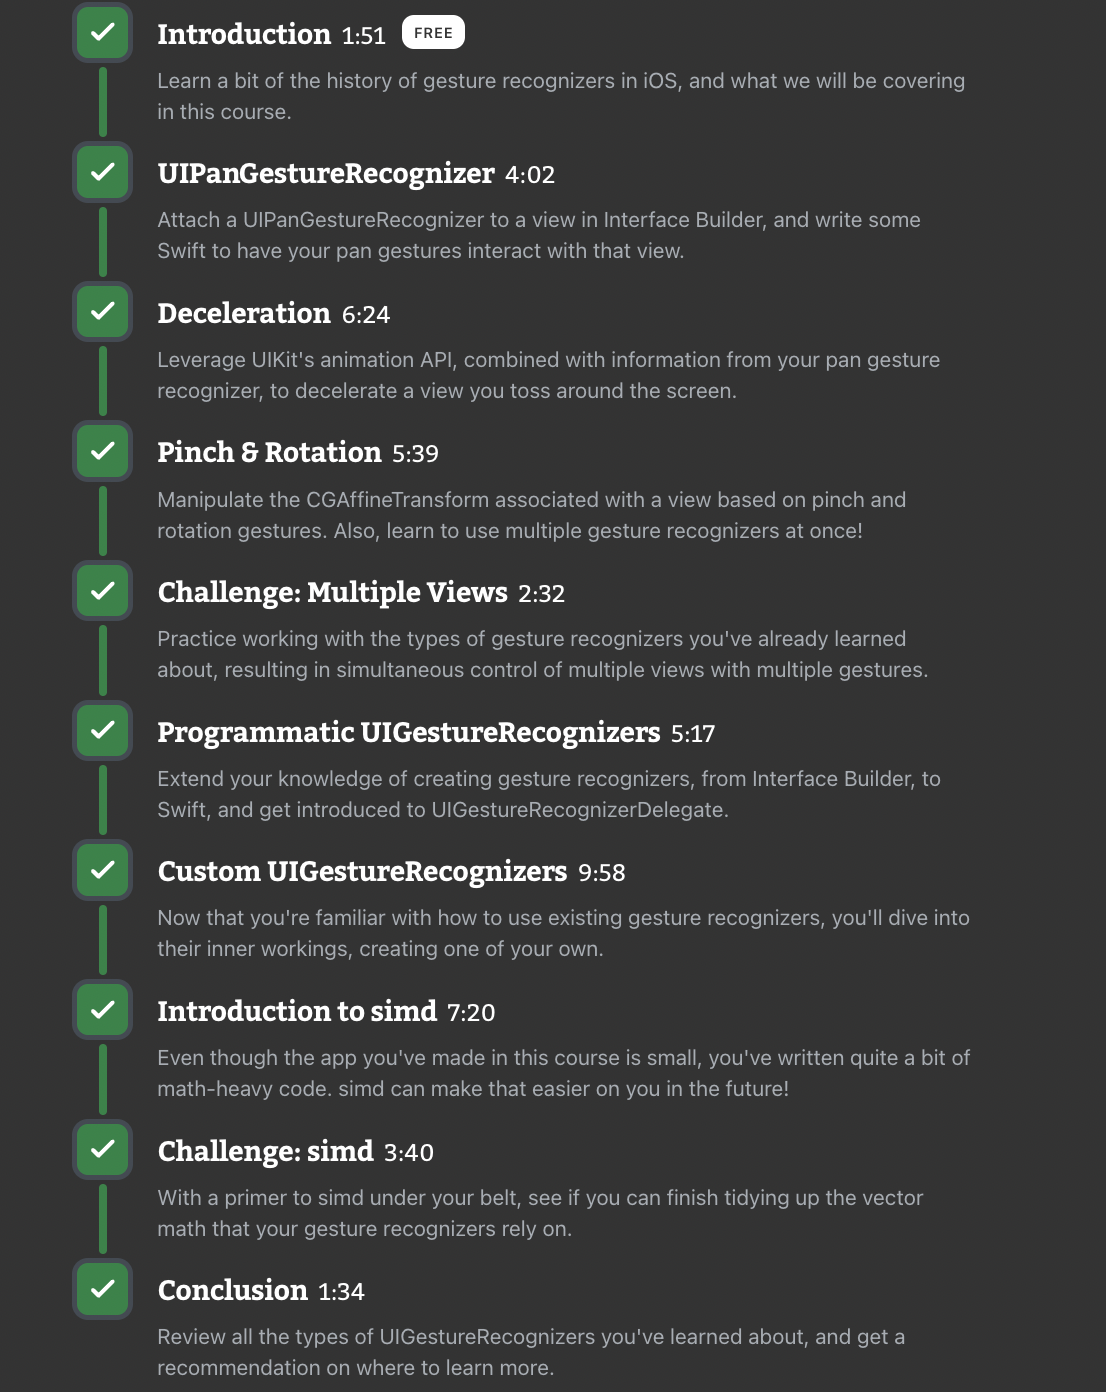 Introduction 1:51 FREE
Learn a bit of the history of gesture recognizers in iOS, and what we will be covering
in this course.
UIPanGestureRecognizer 4:02
Attach a UIPanGestureRecognizer to a view in Interface Builder, and write some
Swift to have your pan gestures interact with that view.
Deceleration 6:24
Leverage UIKit's animation API, combined with information from your pan gesture
recognizer, to decelerate a view you toss around the screen.
Pinch & Rotation 5:39
Manipulate the CGAffineTransform associated with a view based on pinch and
rotation gestures. Also, learn to use multiple gesture recognizers at once!
Challenge: Multiple Views 2:32
Practice working with the types of gesture recognizers you've already learned
about, resulting in simultaneous control of multiple views with multiple gestures.
Programmatic UIGestureRecognizers 5:17
Extend your knowledge of creating gesture recognizers, from Interface Builder, to
Swift, and get introduced to UIGestureRecognizerDelegate.
Custom UIGestureRecognizers 9:58
Now that you're familiar with how to use existing gesture recognizers, you'll dive into
their inner workings, creating one of your own.
Introduction to simd 7:20
Even though the app you've made in this course is small, you've written quite a bit of
math-heavy code. simd can make that easier on you in the future!
Challenge: simd 3:40
With a primer to simd under your belt, see if you can finish tidying up the vector
math that your gesture recognizers rely on.
Conclusion 1:34
Review all the types of UIGestureRecognizers you've learned about, and get a
recommendation on where to learn more.